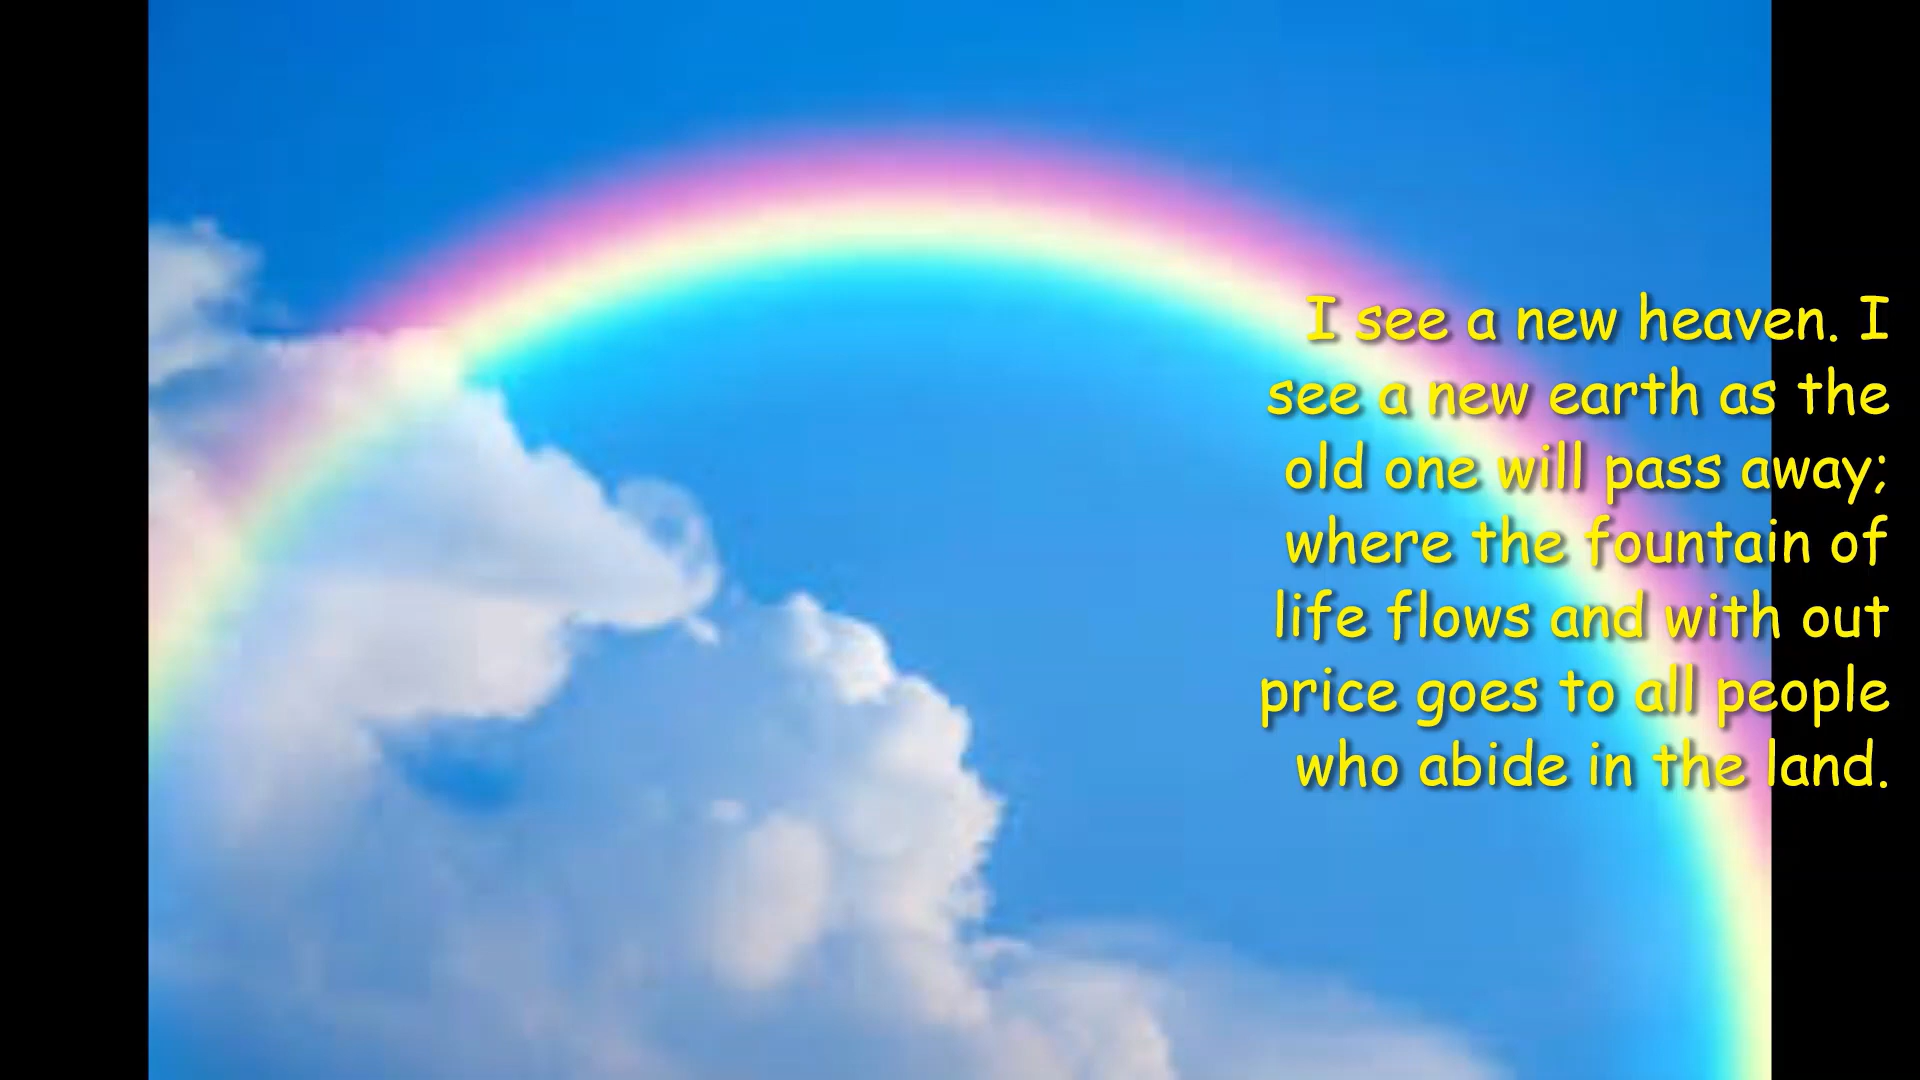 I see a new heaven. I
see a new earth as the
old one will pass away;
where the fountain of
life flows and with out
price goes to all people
who abide in the land.